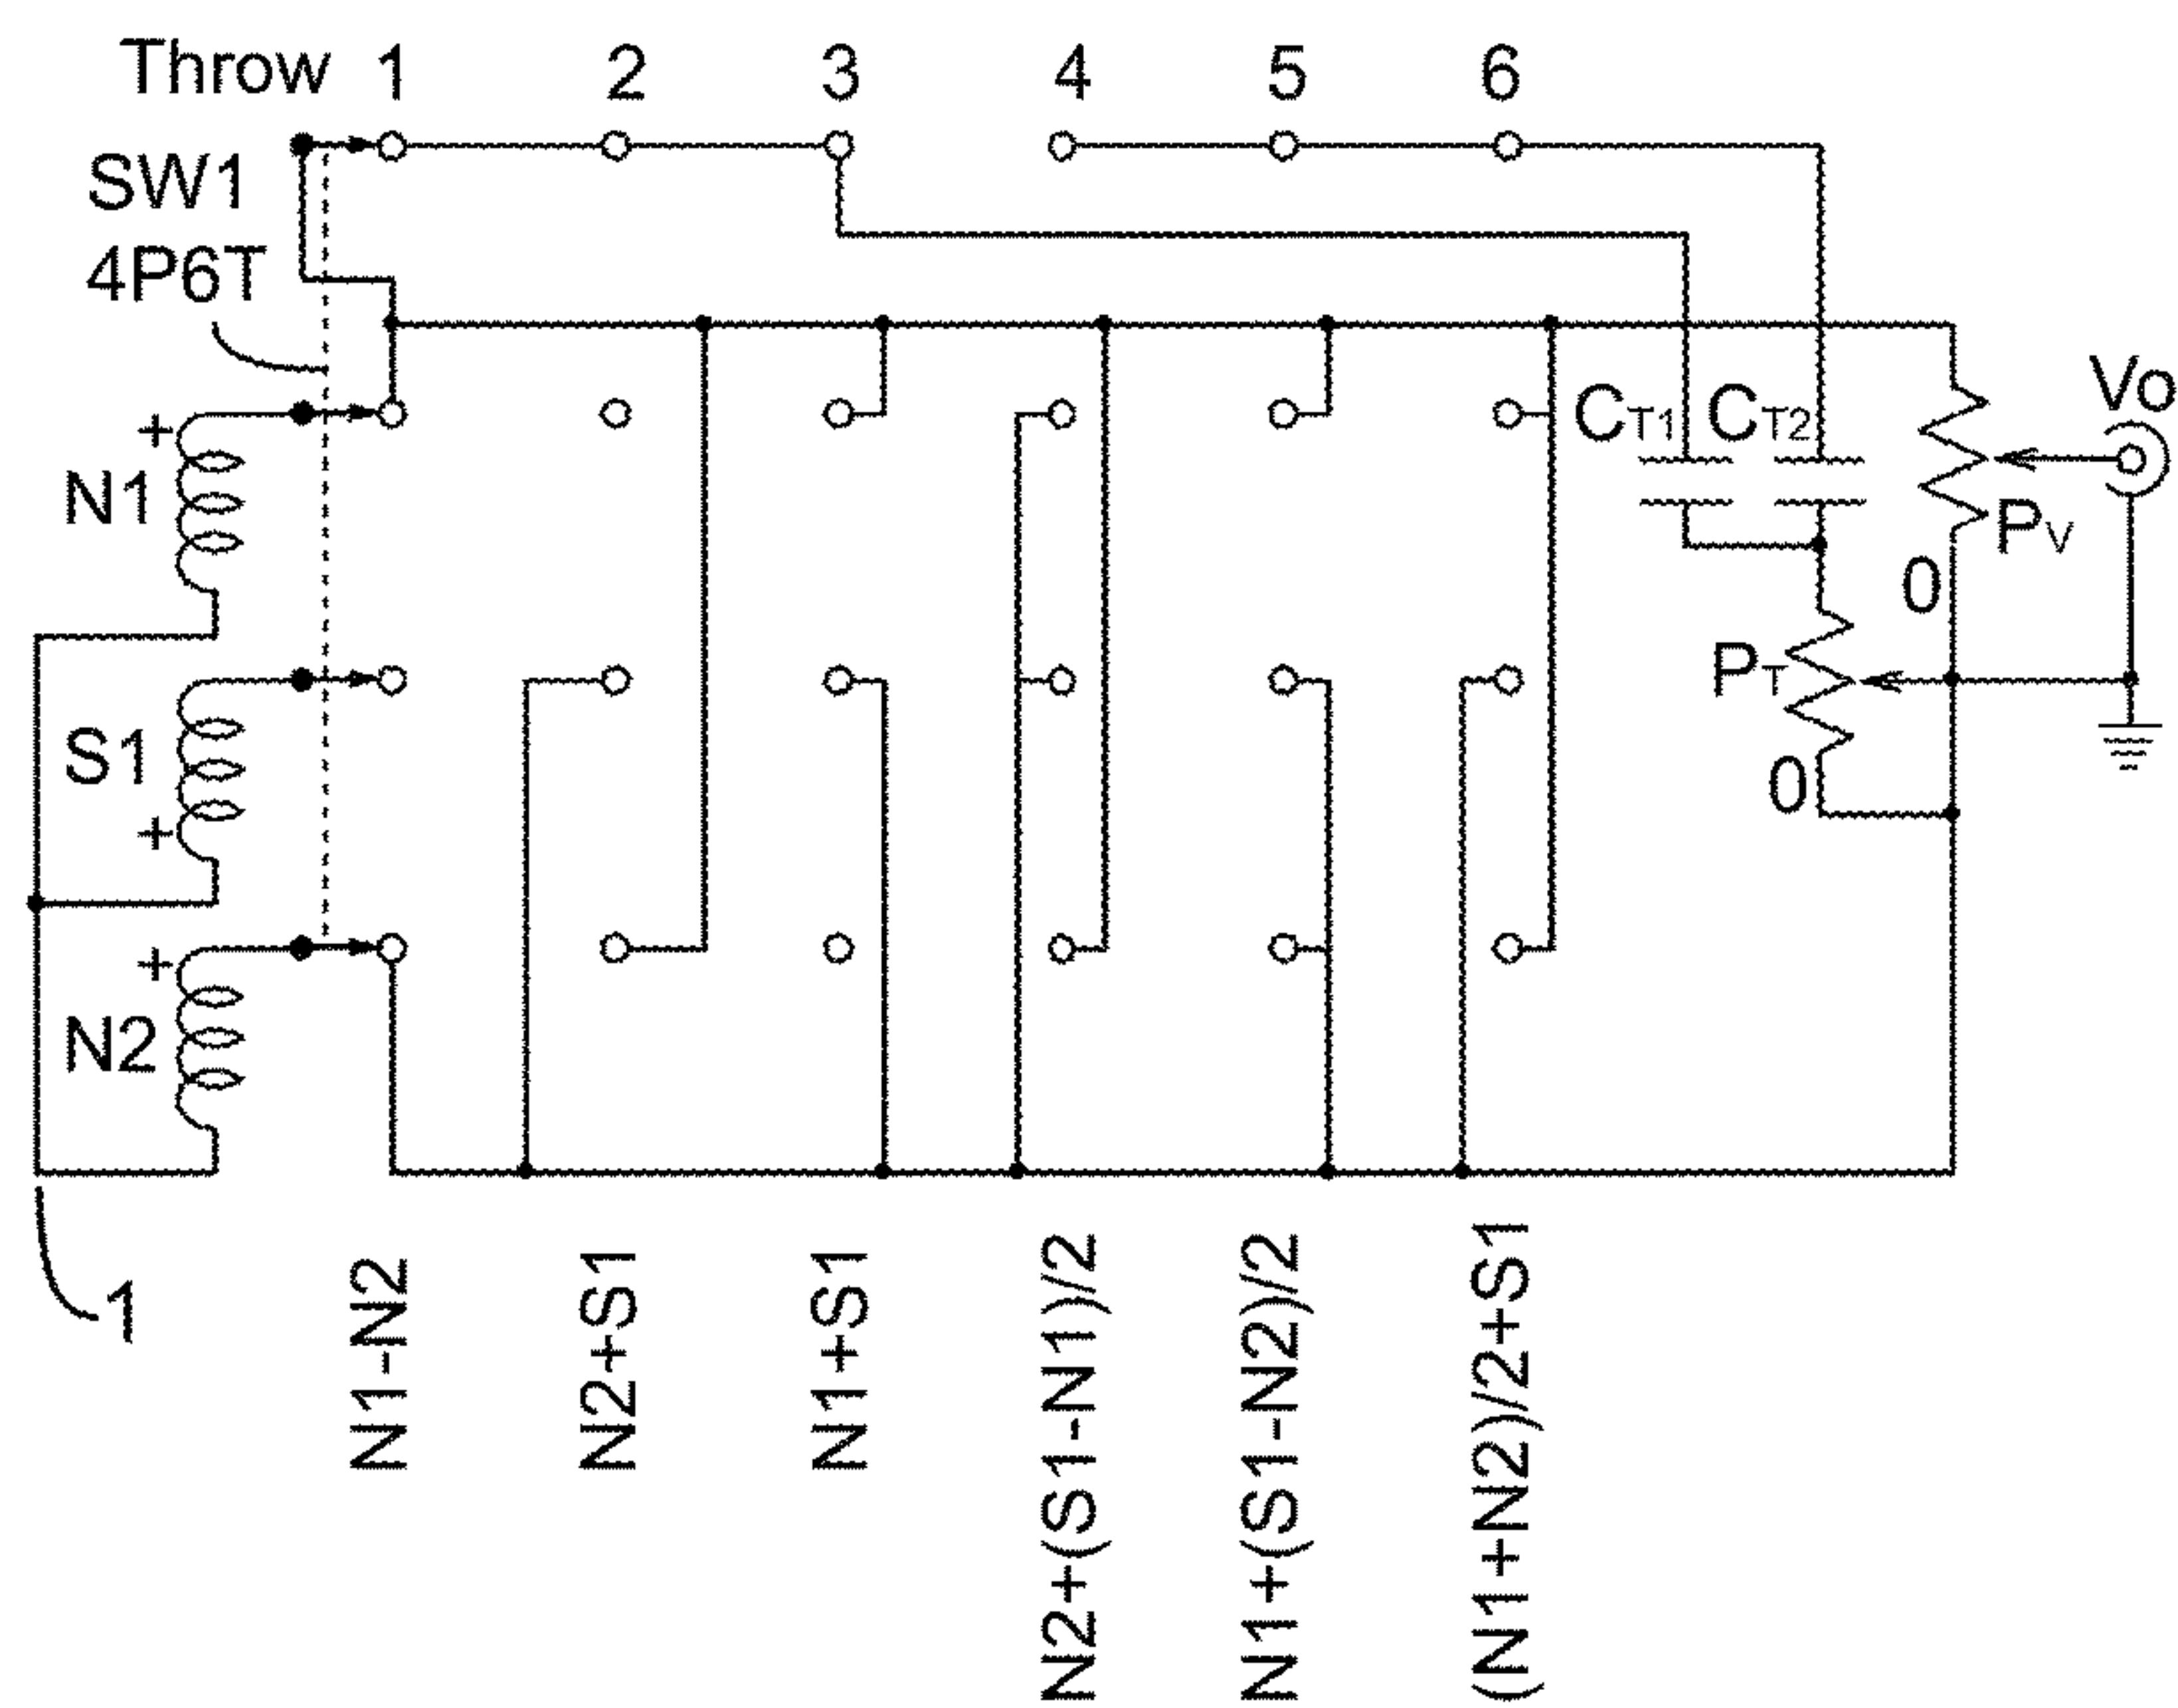 Throw 1 2 3 4 5 6
SW1
4P6T
+
N1
S1
+
+
N2
CT1 CT2
Vo
PV
0
PT
0
1
N1-N2
N2+S1
N1+S1
N2+(S1-N1)/2
N1+(S1-N2)/2
(N1+N2)/2+S1